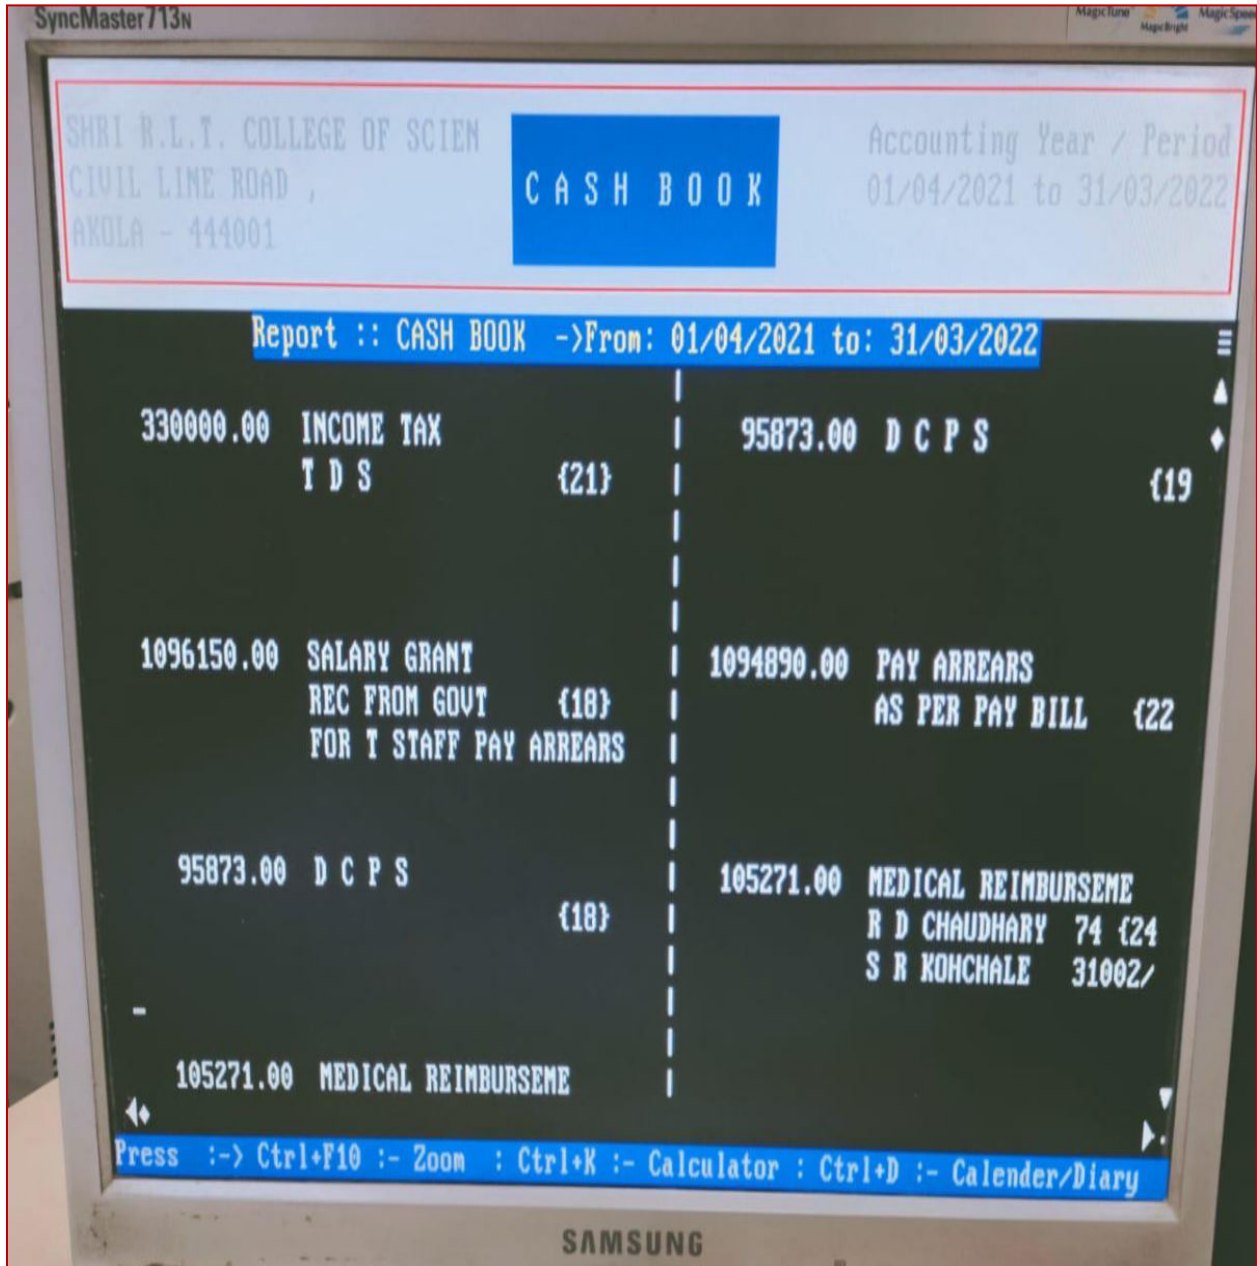 SyncMaster 713N
MagicTune MagicSpeed
MagicBright
SHRI R.L.T. COLLEGE OF SCIEN
CIVIL LINE ROAD ,
AKOLA - 444001
CASH BOOK
Accounting Year / Period
01/04/2021 to 31/03/2022
Report :: CASH BOOK ->From: 01/04/2021 to: 31/03/2022
330000.00 INCOME TAX
T D S {21}
95873.00 D C P S
{19
1096150.00 SALARY GRANT
REC FROM GOVT {18}
FOR T STAFF PAY ARREARS
1094890.00 PAY ARREARS
AS PER PAY BILL {22
95873.00 D C P S
{18}
105271.00 MEDICAL REIMBURSEME
R D CHAUDHARY 74 {24
S R KOHCHALE 31002/
105271.00 MEDICAL REIMBURSEME
Press :-> Ctrl+F10 :- Zoom : Ctrl+K :- Calculator : Ctrl+D :- Calender/Diary
SAMSUNG